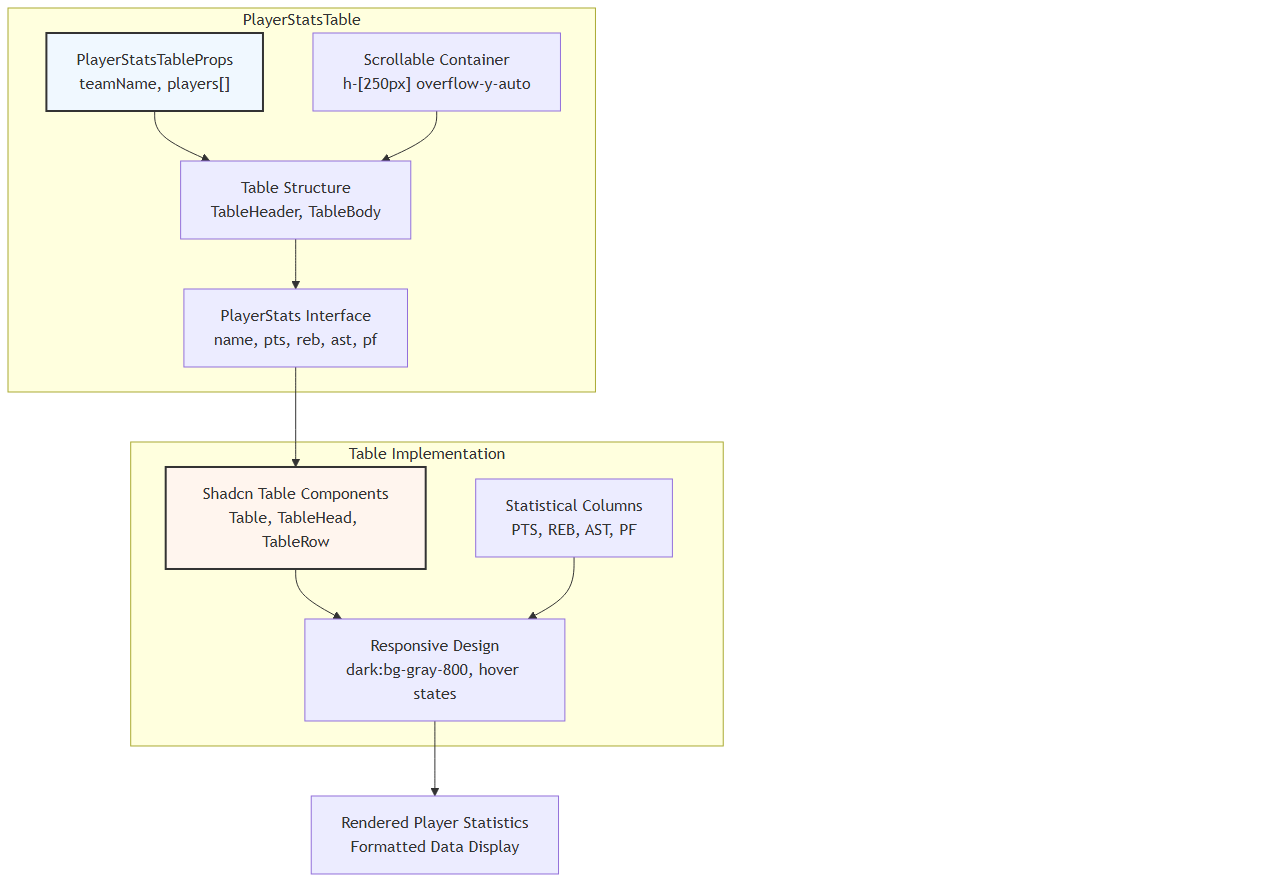 PlayerStatsTable
PlayerStatsTableProps
teamName, players[]
Scrollable Container
h-[250px] overflow-y-auto
Table Structure
TableHeader, TableBody
PlayerStats Interface
name, pts, reb, ast, pf
Table Implementation
Shadcn Table Components
Table, TableHead,
TableRow
Statistical Columns
PTS, REB, AST, PF
Responsive Design
dark:bg-gray-800, hover
states
Rendered Player Statistics
Formatted Data Display